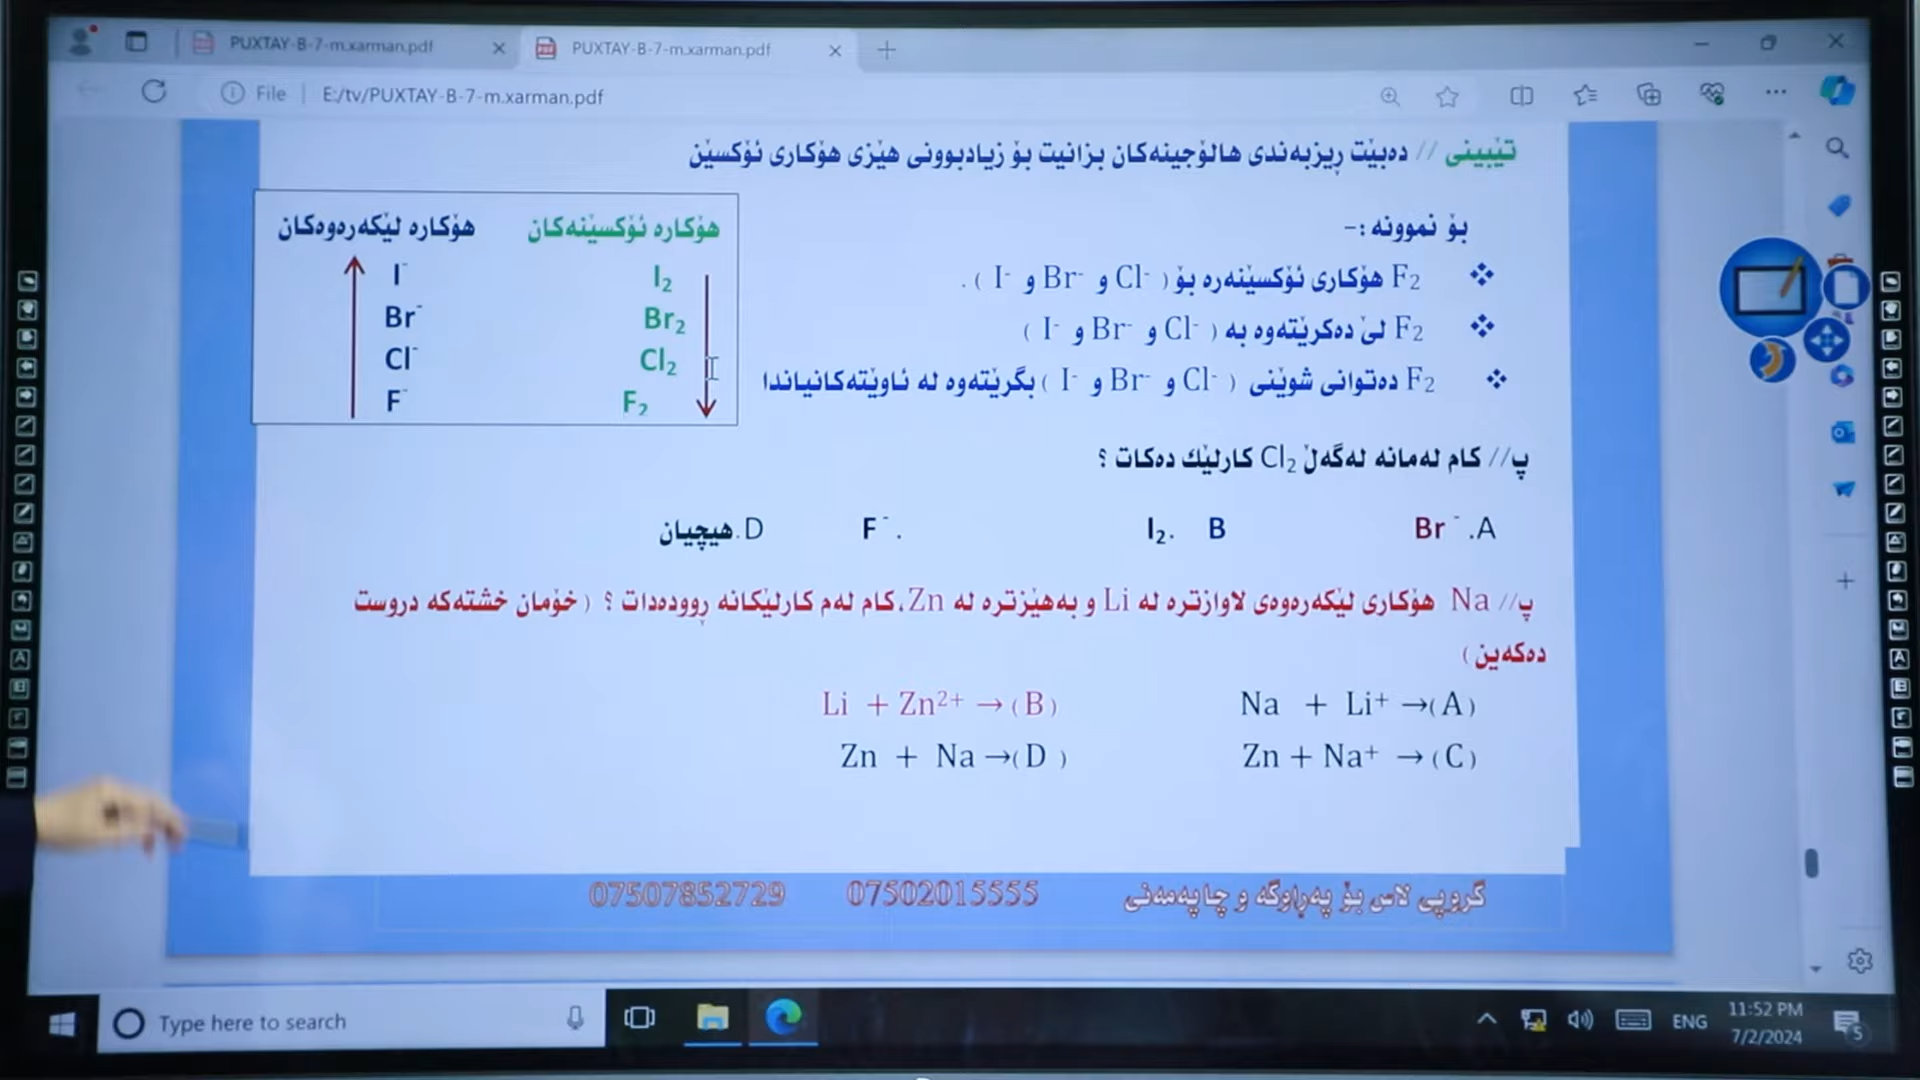 PUXTAY-B-7-m.xarman.pdf
PUXTAY-B-7-m.xarman.pdf
File
E:/tv/PUXTAY-B-7-m.xarman.pdf
تێبینی // دەبێت ڕیزبەندی هالۆجینەکان بزانیت بۆ زیادبوونی هێزی هۆکاری ئۆکسێن
بۆ نموونە :-
F2 هۆکاری ئۆکسێنەرە بۆ ( Cl- و Br- و I- ) .
F2 لێ دەکرێتەوە بە ( Cl- و Br- و I- )
F2 دەتوانی شوێنی ( Cl- و Br- و I- ) بگرێتەوە لە ئاوێتەکانیاندا
هۆکارە ئۆکسێنەکان هۆکارە لێکەرەوەکان
I2 I-
Br2 Br-
Cl2 Cl-
F2 F-
پ// کام لەمانە لەگەڵ Cl2 کارلێك دەکات ؟
A. Br- B .I2 . F- D.هیچیان
پ// Na هۆکاری لێکەرەوەی لاوازترە لە Li و بەهێزترە لە Zn،کام لەم کارلێکانە ڕوودەدات ؟ ( خۆمان خشتەکە دروست
دەکەین )
Na + Li+ →(A) Li + Zn2+ →(B)
Zn + Na+ →(C) Zn + Na →(D )
گروپی لاس بۆ پەڕاوگە و چاپەمەنی 07502015555 07507852729
Type here to search
ENG
11:52 PM
7/2/2024
5